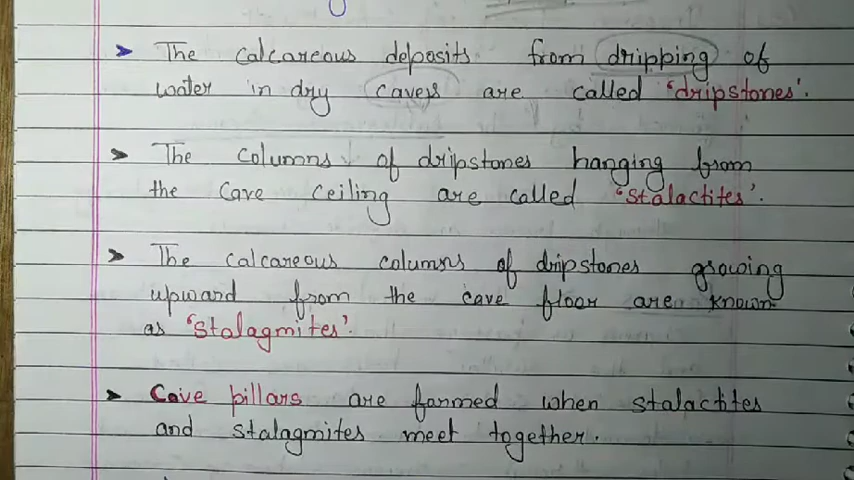 ➤ The calcareous deposits from dripping of
water in dry caves are called 'dripstones'.
➤ The columns of dripstones hanging from
the cave ceiling are called 'stalactites'.
➤ The calcareous columns of dripstones growing
upward from the cave floor are known
as 'stalagmites'.
➤ Cave pillars are formed when stalactites
and stalagmites meet together.